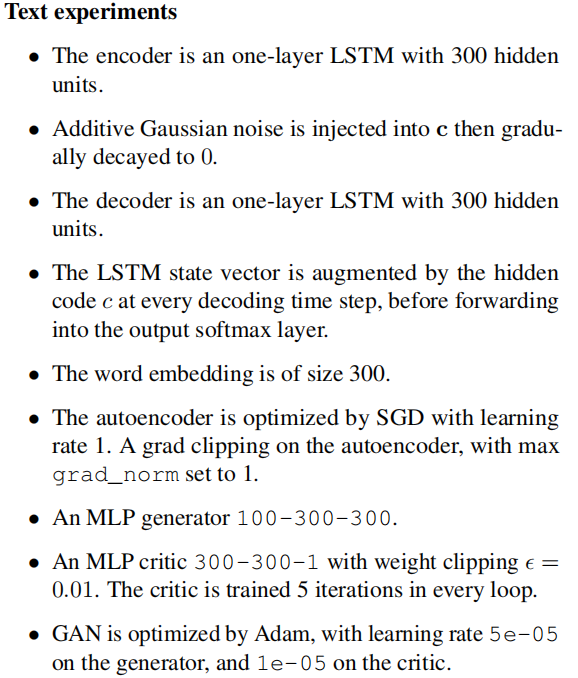 Text experiments
• The encoder is an one-layer LSTM with 300 hidden
units.
• Additive Gaussian noise is injected into c then gradu-
ally decayed to 0.
• The decoder is an one-layer LSTM with 300 hidden
units.
• The LSTM state vector is augmented by the hidden
code c at every decoding time step, before forwarding
into the output softmax layer.
• The word embedding is of size 300.
• The autoencoder is optimized by SGD with learning
rate 1. A grad clipping on the autoencoder, with max
grad_norm set to 1.
• An MLP generator 100-300-300.
• An MLP critic 300-300-1 with weight clipping ϵ =
0.01. The critic is trained 5 iterations in every loop.
• GAN is optimized by Adam, with learning rate 5e-05
on the generator, and 1e-05 on the critic.